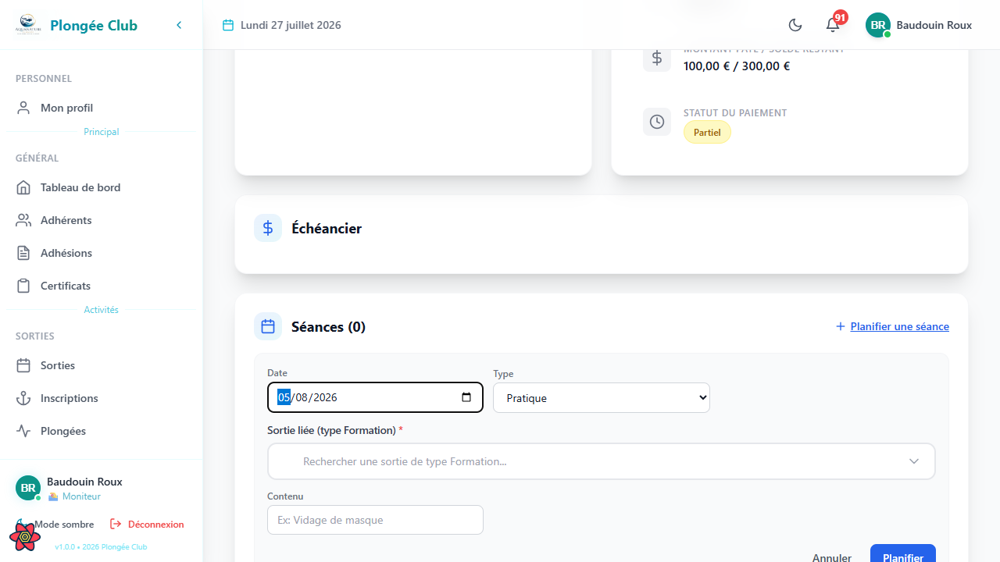 Plongée Club
Lundi 27 juillet 2026
91
BR
Baudouin Roux
PERSONNEL
Mon profil
Principal
GÉNÉRAL
Tableau de bord
Adhérents
Adhésions
Certificats
Activités
SORTIES
Sorties
Inscriptions
Plongées
BR
Baudouin Roux
Moniteur
Mode sombre
Déconnexion
v1.0.0 • 2026 Plongée Club
MONTANT PAYÉ / SOLDE RESTANT
100,00 € / 300,00 €
STATUT DU PAIEMENT
Partiel
Échéancier
Séances (0)
Planifier une séance
Date
Type
05/08/2026
Pratique
Sortie liée (type Formation) *
Rechercher une sortie de type Formation...
Contenu
Ex: Vidage de masque
Annuler
Planifier